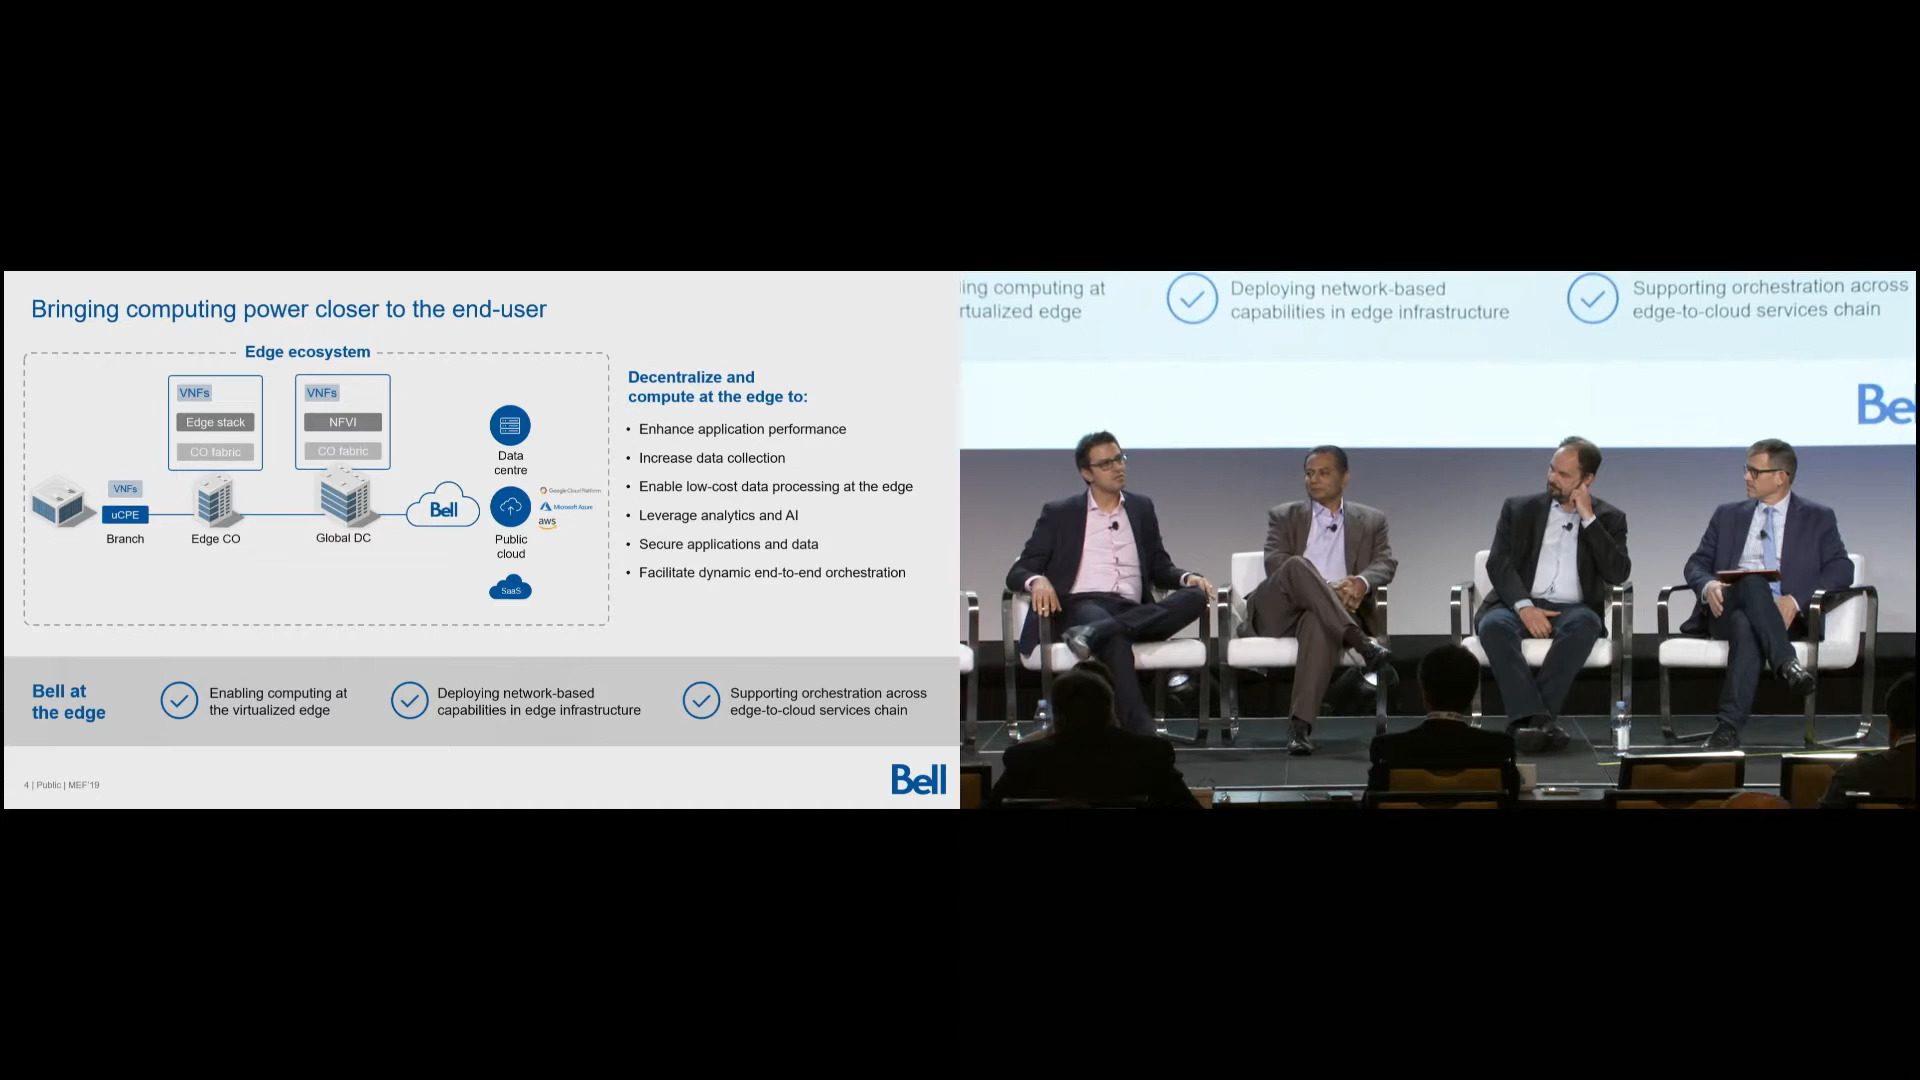 Bringing computing power closer to the end-user
Edge ecosystem
VNFs
Edge stack
CO fabric
VNFs
NFVI
CO fabric
VNFs
uCPE
Branch
Edge CO
Global DC
Bell
Data
centre
Public
cloud
Google Cloud Platform
Microsoft Azure
aws
SaaS
Decentralize and
compute at the edge to:
• Enhance application performance
• Increase data collection
• Enable low-cost data processing at the edge
• Leverage analytics and AI
• Secure applications and data
• Facilitate dynamic end-to-end orchestration
Bell at
the edge
Enabling computing at
the virtualized edge
Deploying network-based
capabilities in edge infrastructure
Supporting orchestration across
edge-to-cloud services chain
4 | Public | MEF'19
Bell
ing computing at
rtualized edge
Deploying network-based
capabilities in edge infrastructure
Supporting orchestration across
edge-to-cloud services chain
Be